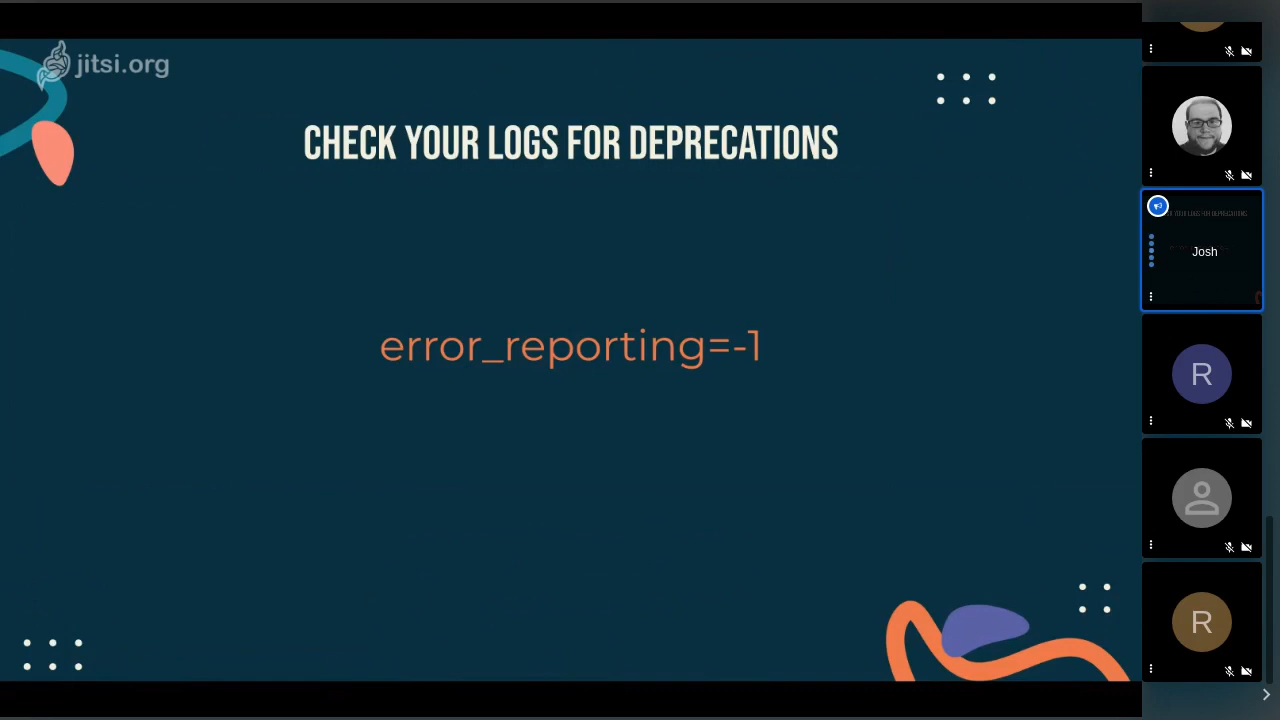 jitsi.org
CHECK YOUR LOGS FOR DEPRECATIONS
error_reporting=-1
Josh
R
R